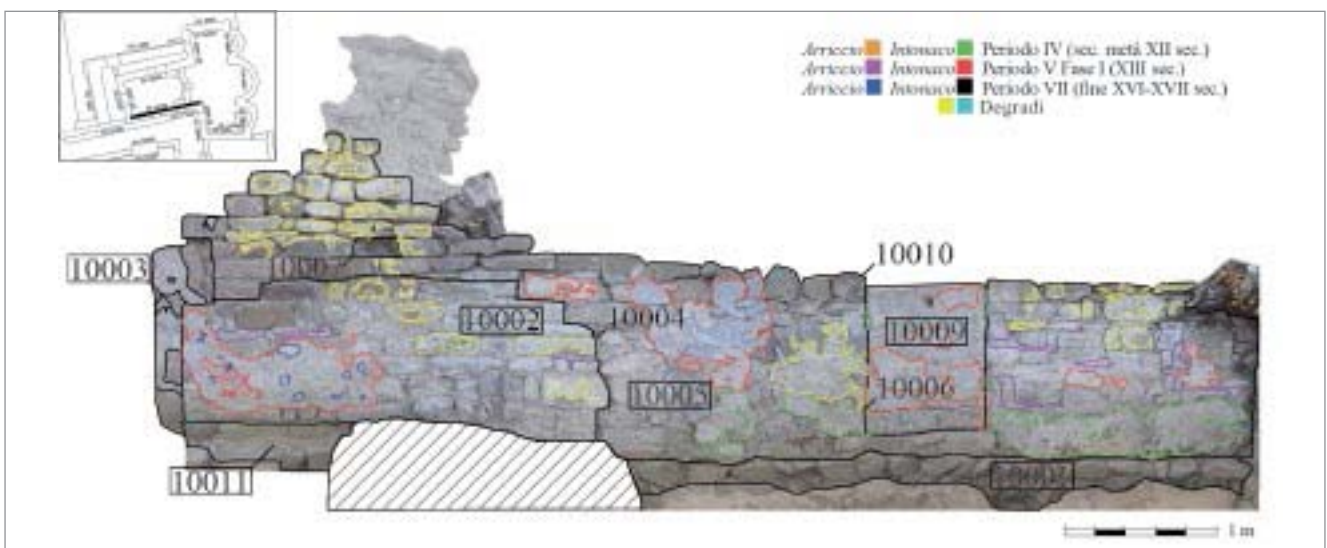 Arriccio Intonaco Periodo IV (sec. metà XII sec.)
Arriccio Intonaco Periodo V Fase I (XIII sec.)
Arriccio Intonaco Periodo VII (fine XVI-XVII sec.)
Degradi
10003
10010
10002
10004
10009
10005
10006
10011
1 m